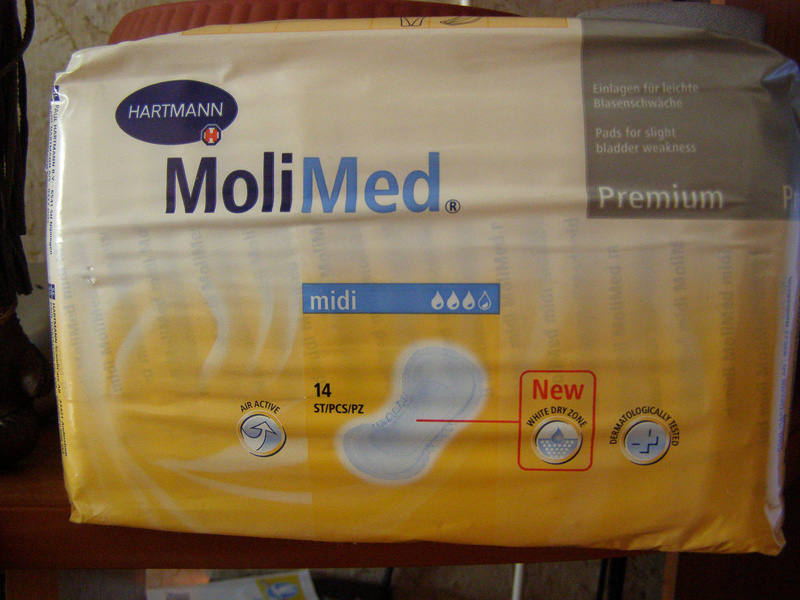 HARTMANN
H
MoliMed®
Einlagen für leichte
Blasenschwäche
Pads for slight
bladder weakness
Premium
midi
14
ST/PCS/PZ
AIR ACTIVE
New
WHITE DRY ZONE
DERMATOLOGICALLY TESTED